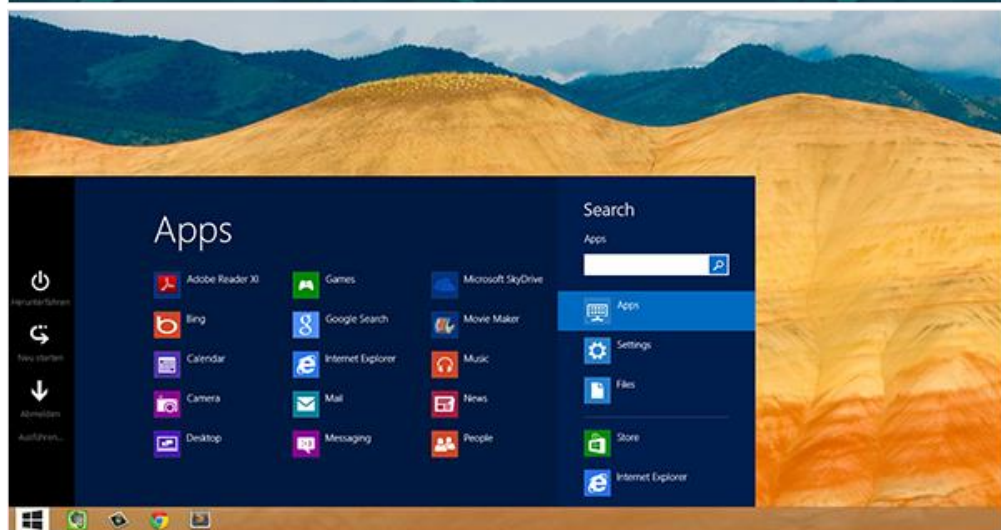 Apps
Adobe Reader XI
Games
Microsoft SkyDrive
Bing
Google Search
Movie Maker
Calendar
Internet Explorer
Music
Camera
Mail
News
Desktop
Messaging
People
Search
Apps
Apps
Settings
Files
Store
Internet Explorer
Herunterfahren
Neu starten
Abmelden
Ausführen...